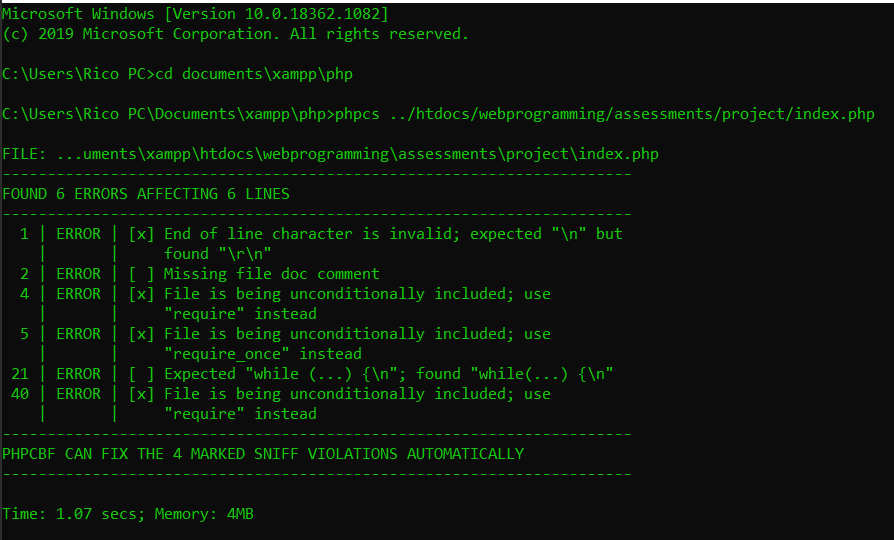 Microsoft Windows [Version 10.0.18362.1082]
(c) 2019 Microsoft Corporation. All rights reserved.
C:\Users\Rico PC>cd documents\xampp\php
C:\Users\Rico PC\Documents\xampp\php>phpcs ../htdocs/webprogramming/assessments/project/index.php
FILE: ...uments\xampp\htdocs\webprogramming\assessments\project\index.php
----------------------------------------------------------------------
FOUND 6 ERRORS AFFECTING 6 LINES
----------------------------------------------------------------------
  1 | ERROR | [x] End of line character is invalid; expected "\n" but
    |       |     found "\r\n"
  2 | ERROR | [ ] Missing file doc comment
  4 | ERROR | [x] File is being unconditionally included; use
    |       |     "require" instead
  5 | ERROR | [x] File is being unconditionally included; use
    |       |     "require_once" instead
 21 | ERROR | [ ] Expected "while (...) {\n"; found "while(...) {\n"
 40 | ERROR | [x] File is being unconditionally included; use
    |       |     "require" instead
----------------------------------------------------------------------
PHPCBF CAN FIX THE 4 MARKED SNIFF VIOLATIONS AUTOMATICALLY
----------------------------------------------------------------------
Time: 1.07 secs; Memory: 4MB